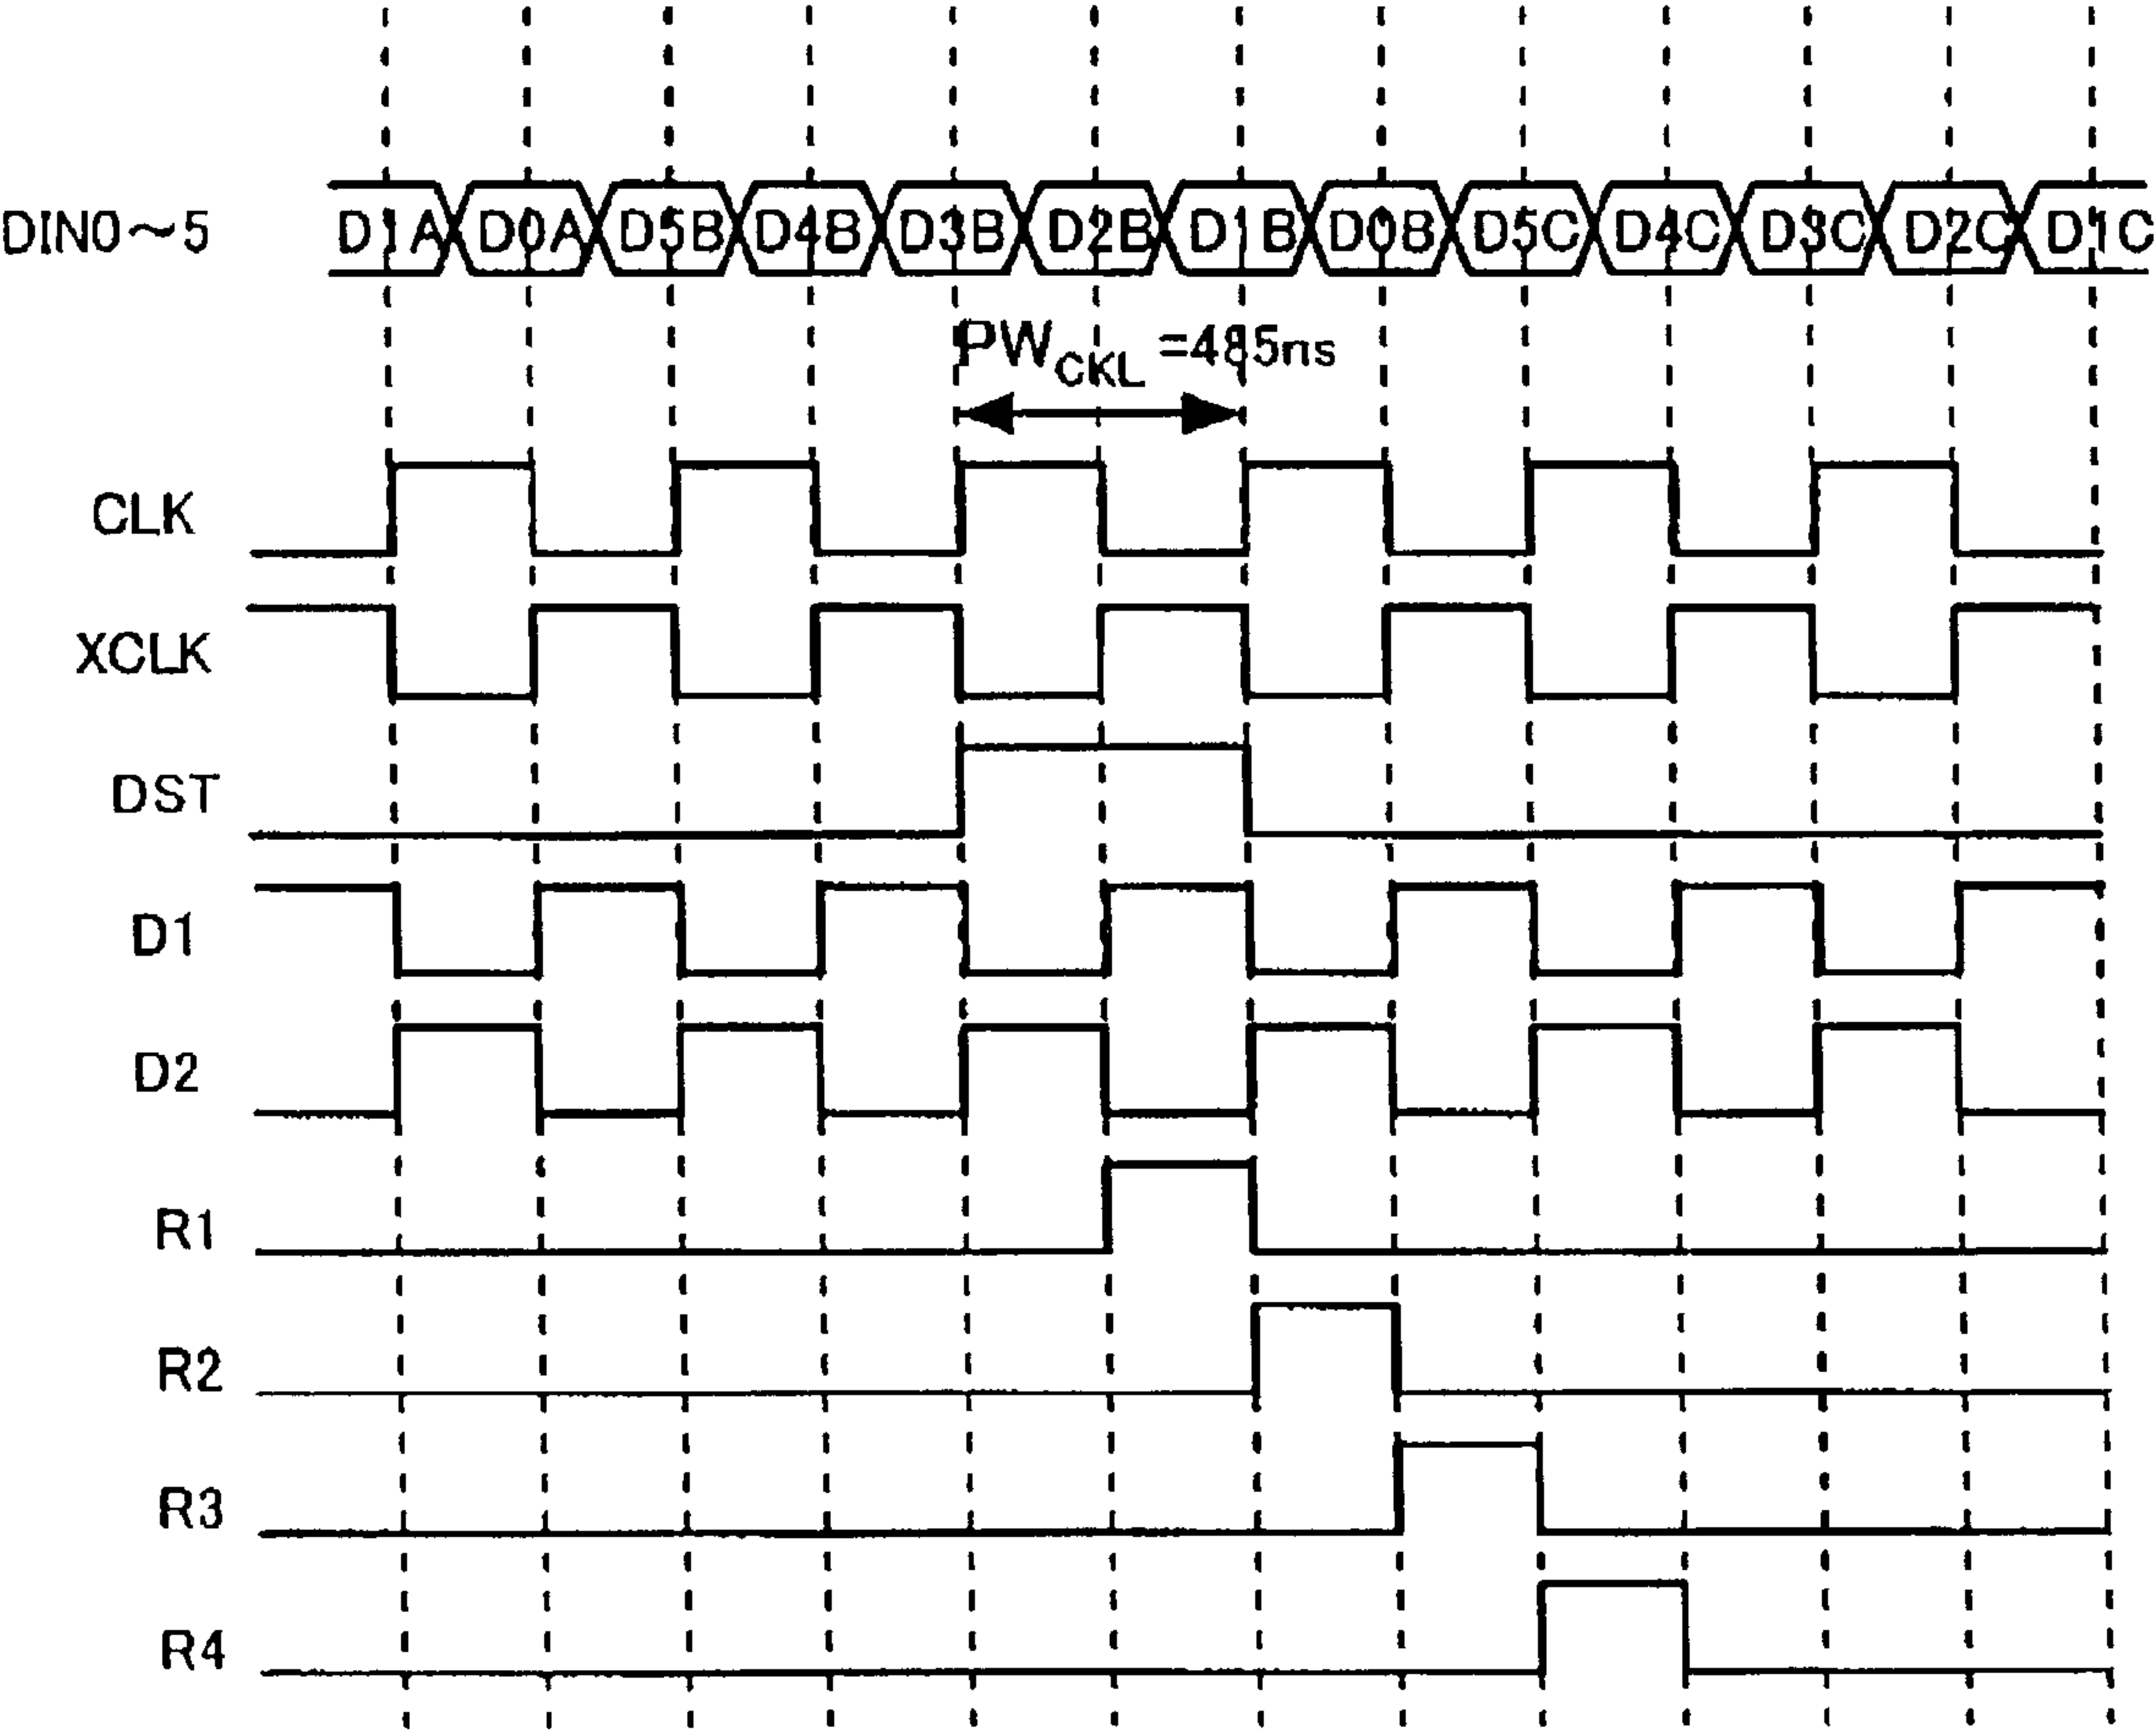 DIN0～5 D1A D0A D5B D4B D3B D2B D1B D0B D5C D4C D3C D2C D1C
PWCKL=485ns
CLK
XCLK
DST
D1
D2
R1
R2
R3
R4